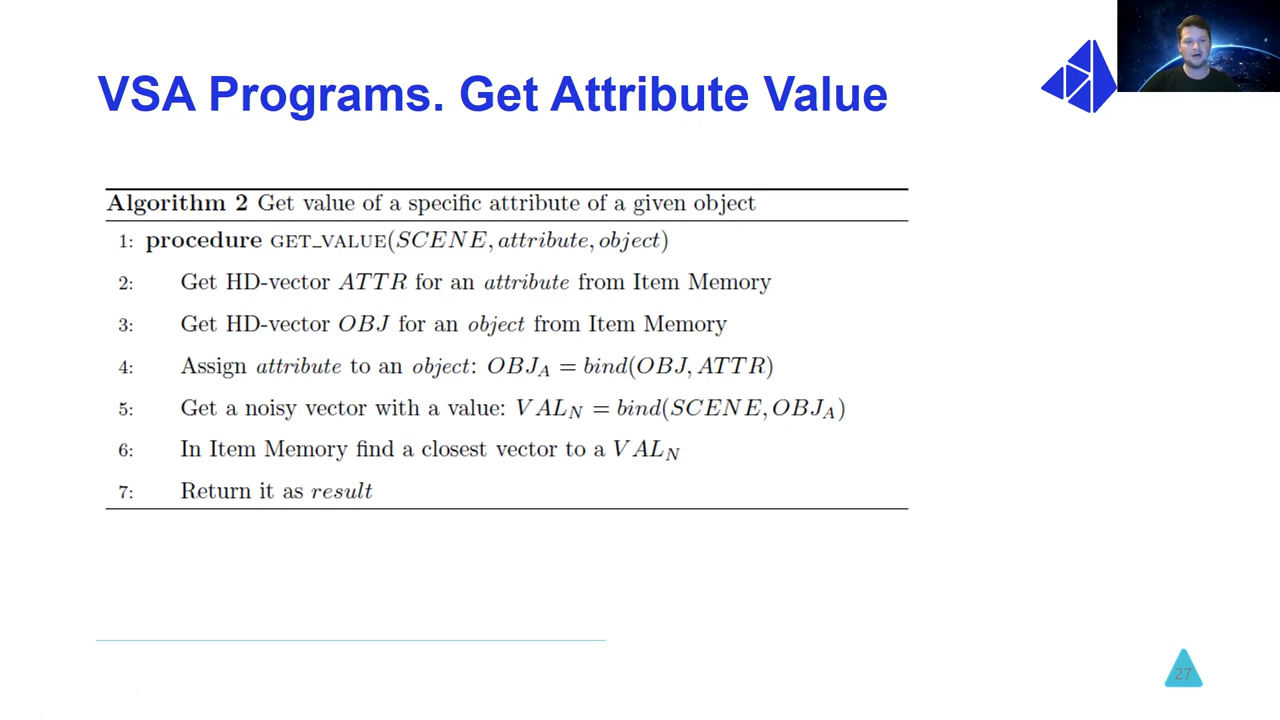 VSA Programs. Get Attribute Value
Algorithm 2 Get value of a specific attribute of a given object
1: procedure GET_VALUE(SCENE, attribute, object)
2: Get HD-vector ATTR for an attribute from Item Memory
3: Get HD-vector OBJ for an object from Item Memory
4: Assign attribute to an object: OBJ_A = bind(OBJ, ATTR)
5: Get a noisy vector with a value: VAL_N = bind(SCENE, OBJ_A)
6: In Item Memory find a closest vector to a VAL_N
7: Return it as result
27